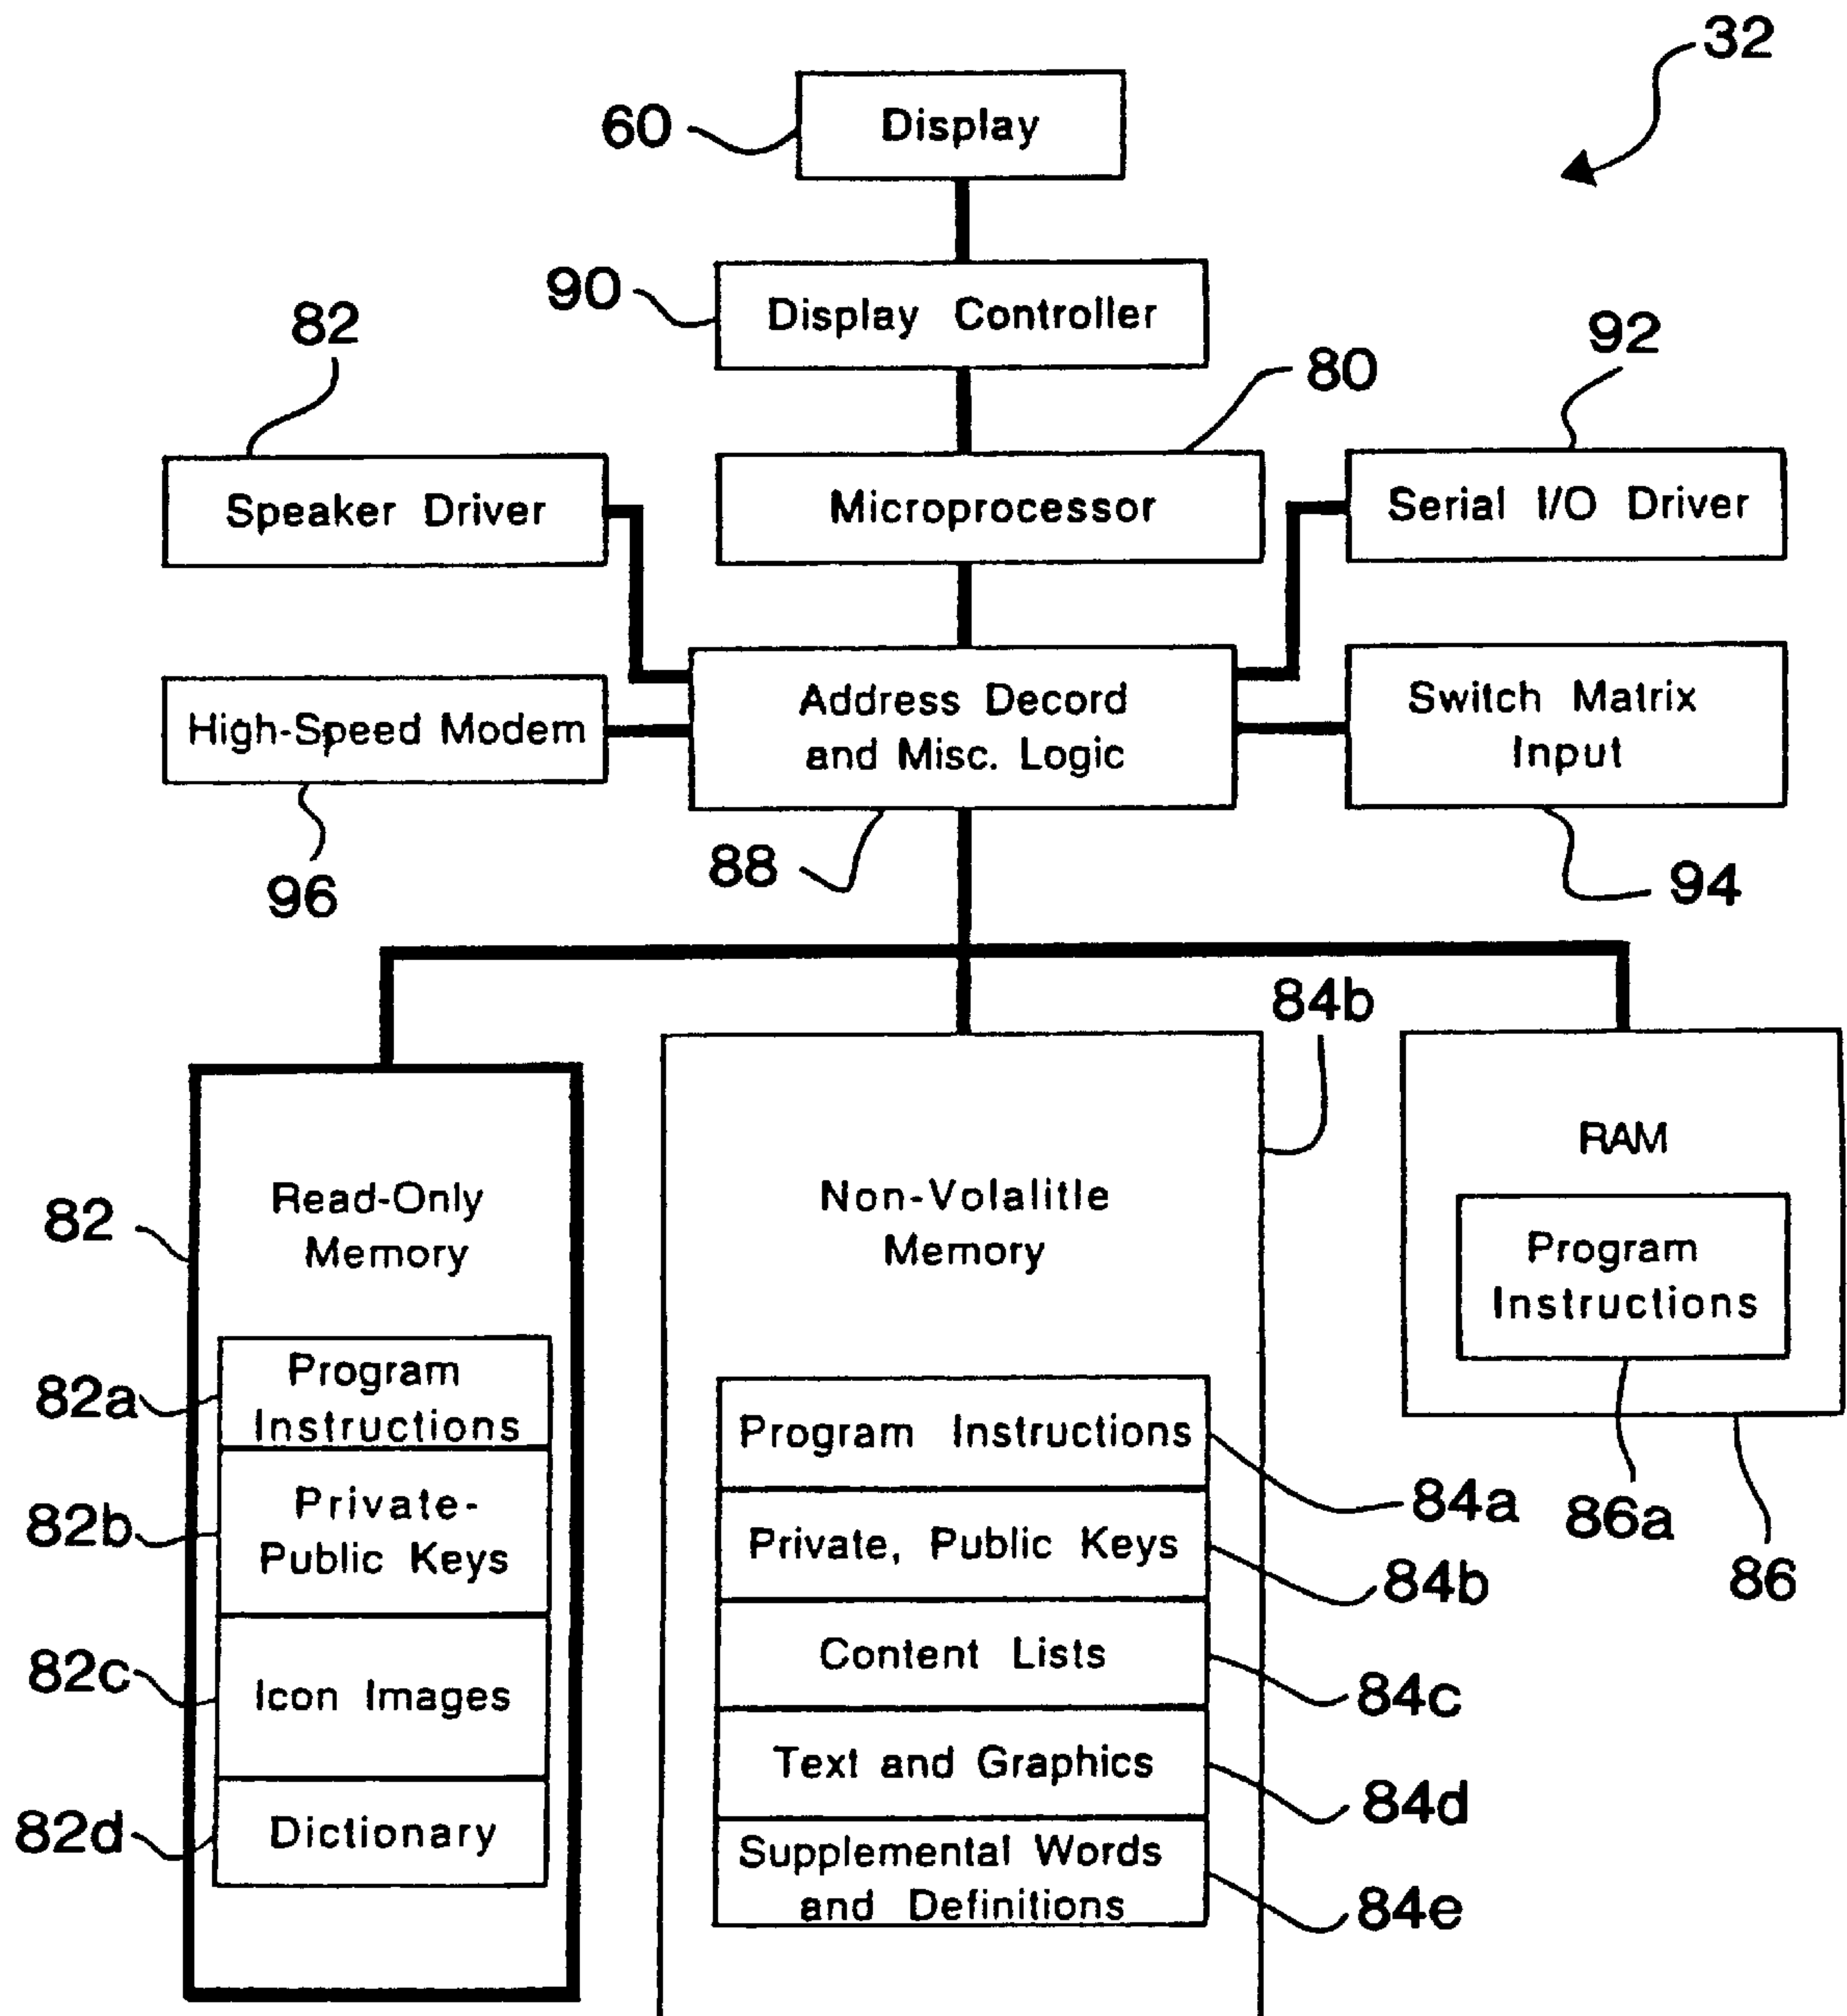 32
60
Display
90
Display Controller
82
92
80
Speaker Driver
Microprocessor
Serial I/O Driver
High-Speed Modem
Address Decord
and Misc. Logic
Switch Matrix
Input
96
88
94
84b
82
Read-Only
Memory
Non-Volalitle
Memory
RAM
Program
Instructions
82a
Program
Instructions
82b
Private-
Public Keys
82c
Icon Images
82d
Dictionary
Program Instructions
84a
Private, Public Keys
84b
Content Lists
84c
Text and Graphics
84d
Supplemental Words
and Definitions
84e
86a
86